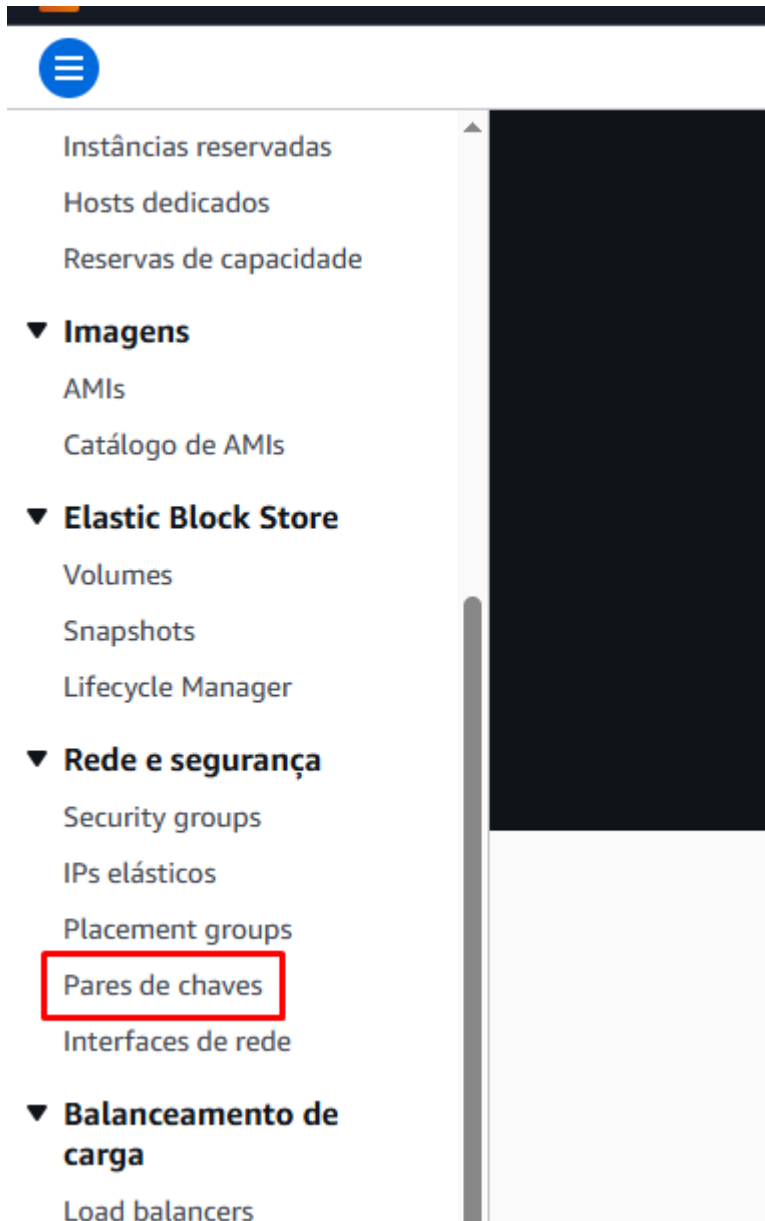 Instâncias reservadas
Hosts dedicados
Reservas de capacidade
Imagens
AMIs
Catálogo de AMIs
Elastic Block Store
Volumes
Snapshots
Lifecycle Manager
Rede e segurança
Security groups
IPs elásticos
Placement groups
Pares de chaves
Interfaces de rede
Balanceamento de
carga
Load balancers